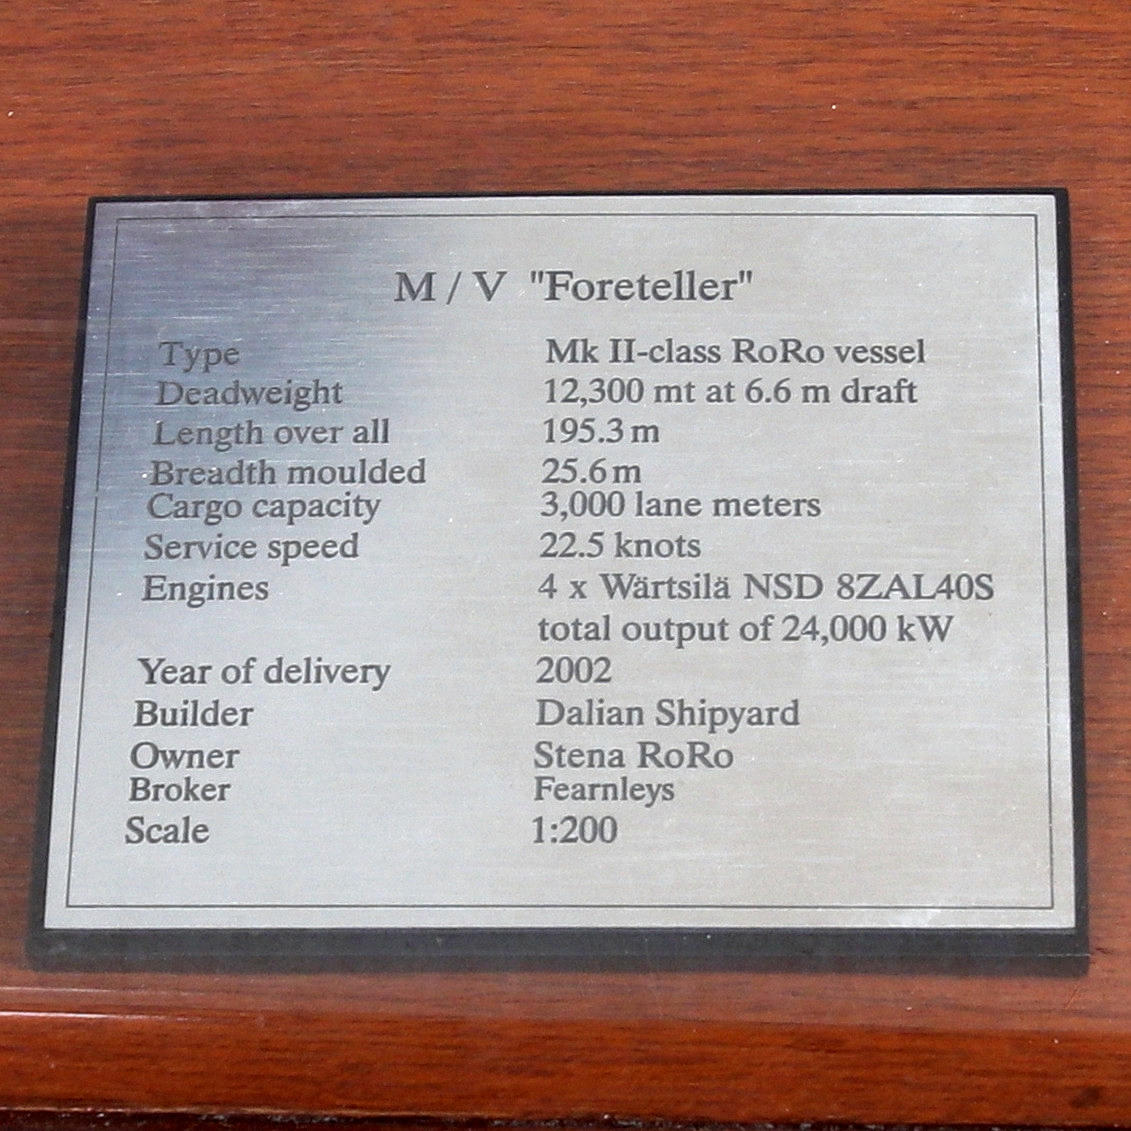 M / V "Foreteller"
Type Mk II-class RoRo vessel
Deadweight 12,300 mt at 6.6 m draft
Length over all 195.3 m
Breadth moulded 25.6 m
Cargo capacity 3,000 lane meters
Service speed 22.5 knots
Engines 4 x Wärtsilä NSD 8ZAL40S
total output of 24,000 kW
Year of delivery 2002
Builder Dalian Shipyard
Owner Stena RoRo
Broker Fearnleys
Scale 1:200